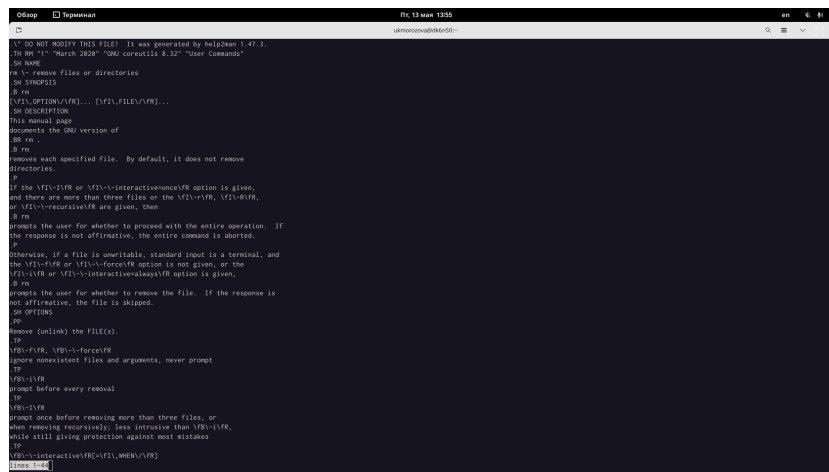 Обзор
Терминал
Пт, 13 мая 13:55
en
ukmorozova@dk6n50:~
.\" DO NOT MODIFY THIS FILE!  It was generated by help2man 1.47.3.
.TH RM "1" "March 2020" "GNU coreutils 8.32" "User Commands"
.SH NAME
rm \- remove files or directories
.SH SYNOPSIS
.B rm
[\fI\,OPTION\/\fR]... [\fI\,FILE\/\fR]...
.SH DESCRIPTION
This manual page
documents the GNU version of
.BR rm .
.B rm
removes each specified file.  By default, it does not remove
directories.
.P
If the \fI\-I\fR or \fI\-\-interactive=once\fR option is given,
and there are more than three files or the \fI\-r\fR, \fI\-R\fR,
or \fI\-\-recursive\fR are given, then
.B rm
prompts the user for whether to proceed with the entire operation.  If
the response is not affirmative, the entire command is aborted.
.P
Otherwise, if a file is unwritable, standard input is a terminal, and
the \fI\-f\fR or \fI\-\-force\fR option is not given, or the
\fI\-i\fR or \fI\-\-interactive=always\fR option is given,
.B rm
prompts the user for whether to remove the file.  If the response is
not affirmative, the file is skipped.
.SH OPTIONS
.PP
Remove (unlink) the FILE(s).
.TP
\fB\-f\fR, \fB\-\-force\fR
ignore nonexistent files and arguments, never prompt
.TP
\fB\-i\fR
prompt before every removal
.TP
\fB\-I\fR
prompt once before removing more than three files, or
when removing recursively; less intrusive than \fB\-i\fR,
while still giving protection against most mistakes
.TP
\fB\-\-interactive\fR[=\fI\,WHEN\/\fR]
lines 1-44